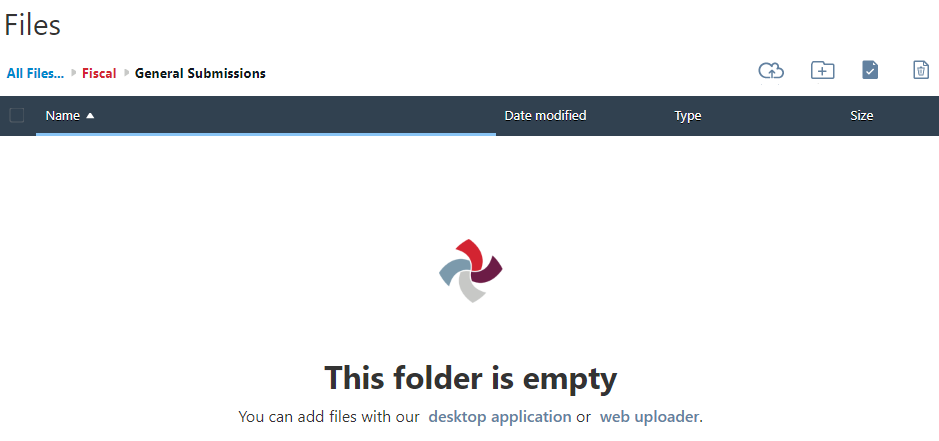 Files
All Files... Fiscal General Submissions
Name Date modified Type Size
This folder is empty
You can add files with our desktop application or web uploader.